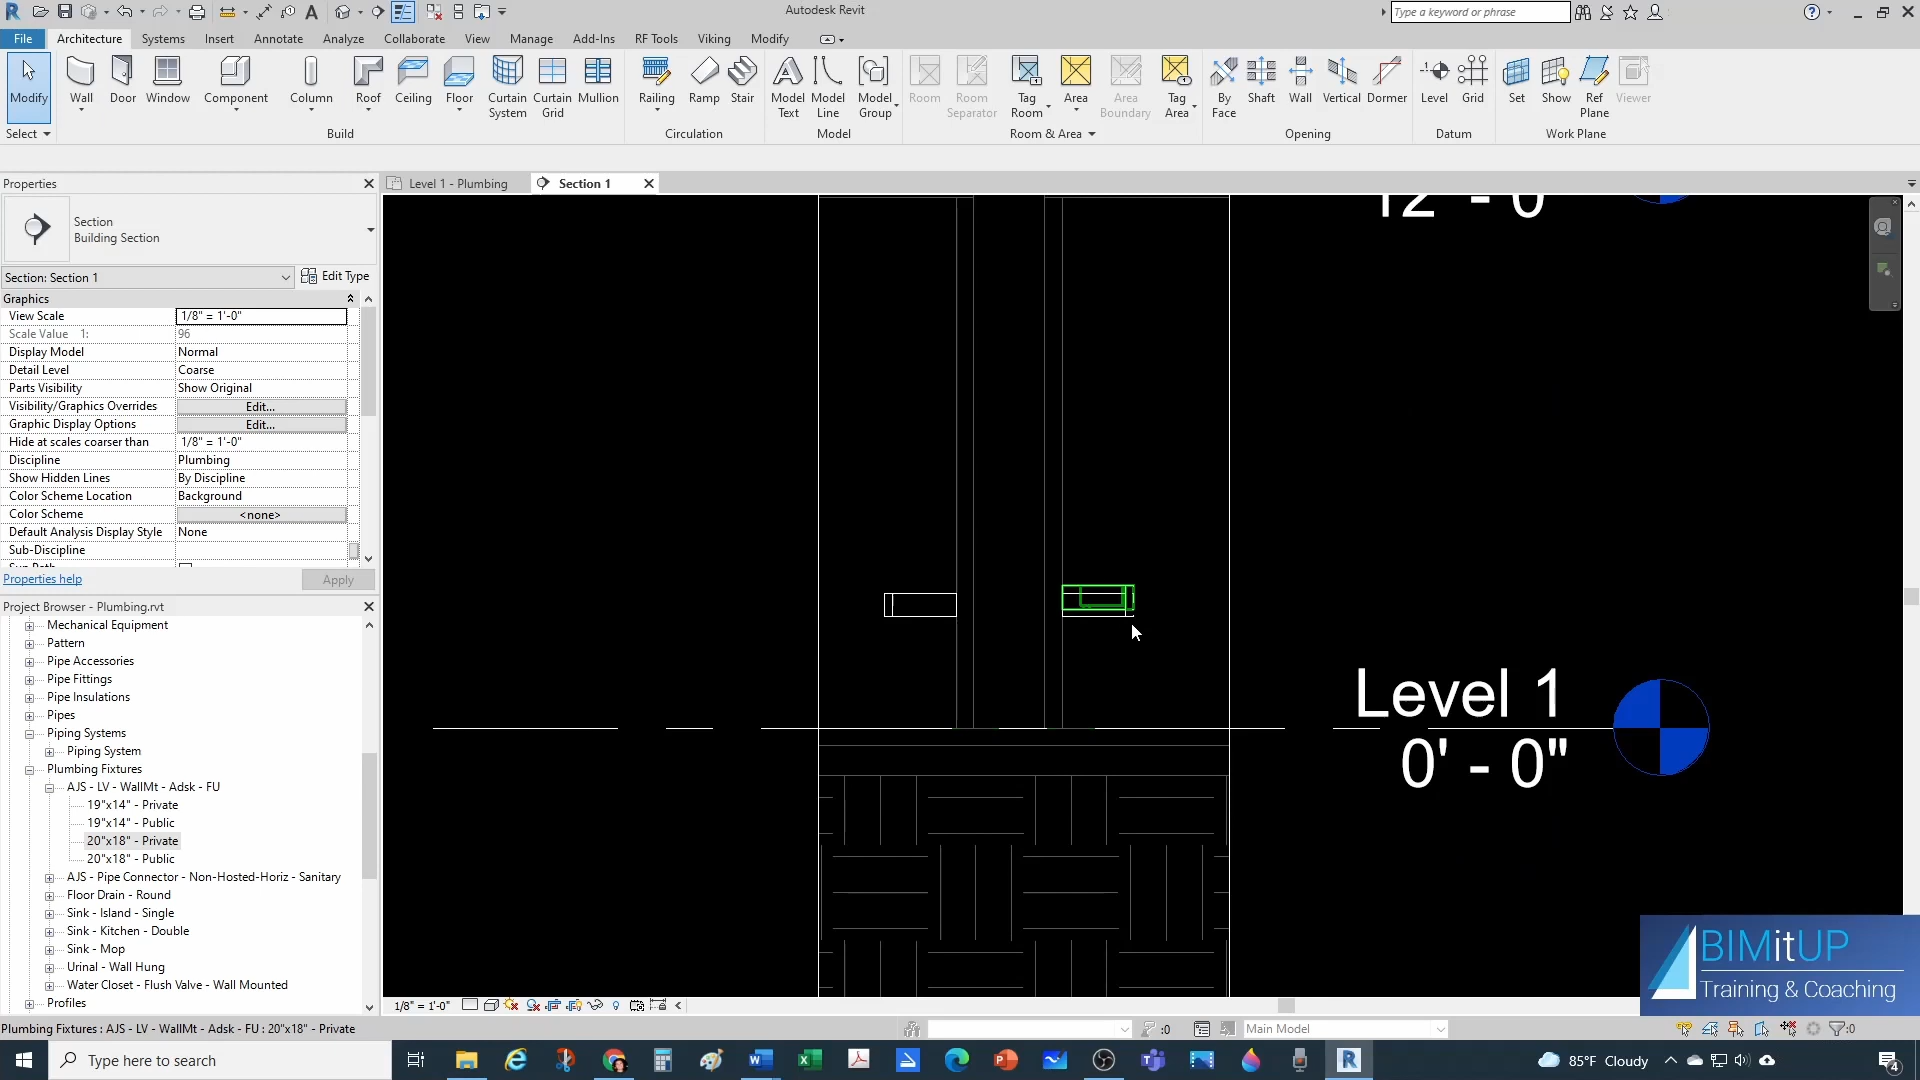 Autodesk Revit
Type a keyword or phrase
File Architecture Systems Insert Annotate Analyze Collaborate View Manage Add-Ins RF Tools Viking Modify
Modify Wall Door Window Component Column Roof Ceiling Floor Curtain System Curtain Grid Mullion Railing Ramp Stair Model Text Model Line Model Group Room Room Separator Tag Room Area Area Boundary Tag Area By Face Shaft Wall Vertical Dormer Level Grid Set Show Ref Plane Viewer
Select Build Circulation Model Room & Area Opening Datum Work Plane
Properties
Level 1 - Plumbing Section 1
Section
Building Section
Section: Section 1 Edit Type
Graphics
View Scale 1/8" = 1'-0"
Scale Value 1: 96
Display Model Normal
Detail Level Coarse
Parts Visibility Show Original
Visibility/Graphics Overrides Edit...
Graphic Display Options Edit...
Hide at scales coarser than 1/8" = 1'-0"
Discipline Plumbing
Show Hidden Lines By Discipline
Color Scheme Location Background
Color Scheme <none>
Default Analysis Display Style None
Sub-Discipline
Properties help Apply
Project Browser - Plumbing.rvt
Mechanical Equipment
Pattern
Pipe Accessories
Pipe Fittings
Pipe Insulations
Pipes
Piping Systems
Piping System
Plumbing Fixtures
AJS - LV - WallMt - Adsk - FU
19"x14" - Private
19"x14" - Public
20"x18" - Private
20"x18" - Public
AJS - Pipe Connector - Non-Hosted-Horiz - Sanitary
Floor Drain - Round
Sink - Island - Single
Sink - Kitchen - Double
Sink - Mop
Urinal - Wall Hung
Water Closet - Flush Valve - Wall Mounted
Profiles
Level 1
0' - 0"
BIMitUP
Training & Coaching
1/8" = 1'-0"
Plumbing Fixtures : AJS - LV - WallMt - Adsk - FU : 20"x18" - Private
:0
Main Model
:0
Type here to search
85°F Cloudy
4